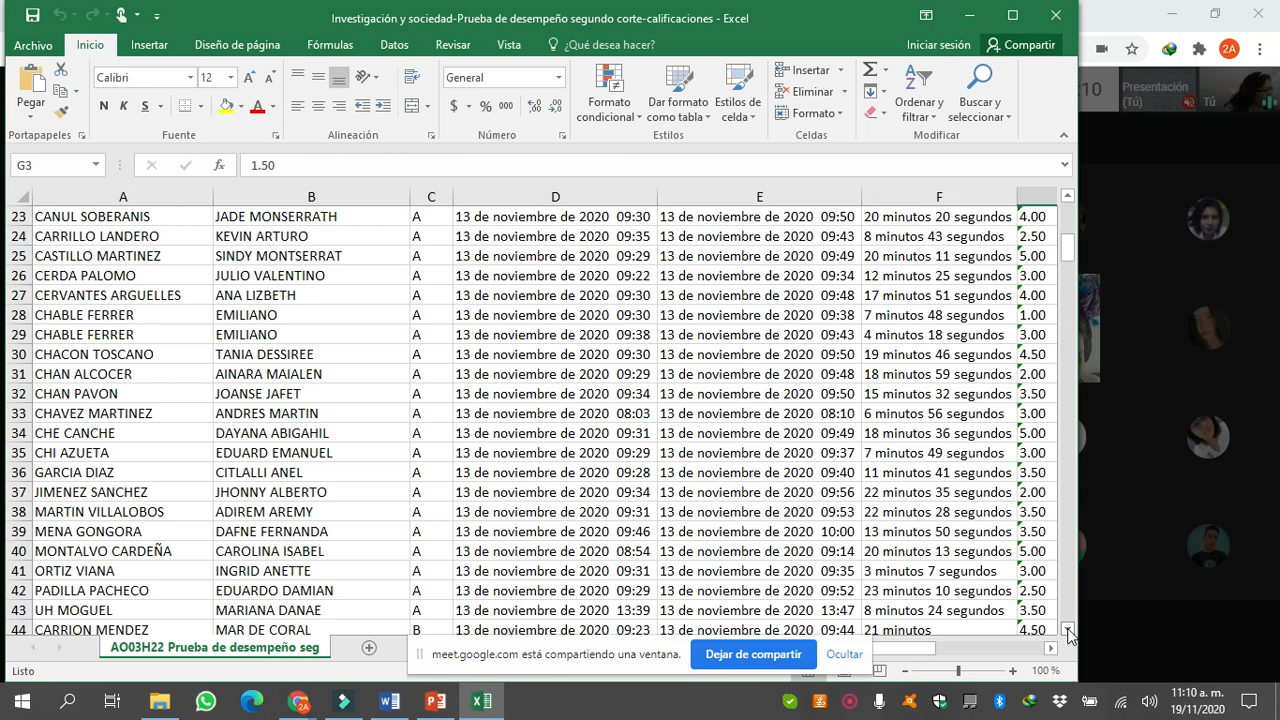 Investigación y sociedad-Prueba de desempeño segundo corte-calificaciones - Excel
Archivo Inicio Insertar Diseño de página Fórmulas Datos Revisar Vista ¿Qué desea hacer? Iniciar sesión Compartir
Pegar
Portapapeles
Calibri 12
N K S
Fuente
Alineación
General
$ % 000
Número
Formato condicional
Dar formato como tabla
Estilos de celda
Estilos
Insertar
Eliminar
Formato
Celdas
Ordenar y filtrar
Buscar y seleccionar
Modificar
2A
10
Presentación (Tú)
Tú
G3 fx 1.50
A B C D E F
23 CANUL SOBERANIS JADE MONSERRATH A 13 de noviembre de 2020 09:30 13 de noviembre de 2020 09:50 20 minutos 20 segundos 4.00
24 CARRILLO LANDERO KEVIN ARTURO A 13 de noviembre de 2020 09:35 13 de noviembre de 2020 09:43 8 minutos 43 segundos 2.50
25 CASTILLO MARTINEZ SINDY MONTSERRAT A 13 de noviembre de 2020 09:29 13 de noviembre de 2020 09:49 20 minutos 11 segundos 5.00
26 CERDA PALOMO JULIO VALENTINO A 13 de noviembre de 2020 09:22 13 de noviembre de 2020 09:34 12 minutos 25 segundos 3.00
27 CERVANTES ARGUELLES ANA LIZBETH A 13 de noviembre de 2020 09:30 13 de noviembre de 2020 09:48 17 minutos 51 segundos 4.00
28 CHABLE FERRER EMILIANO A 13 de noviembre de 2020 09:30 13 de noviembre de 2020 09:38 7 minutos 48 segundos 1.00
29 CHABLE FERRER EMILIANO A 13 de noviembre de 2020 09:38 13 de noviembre de 2020 09:43 4 minutos 18 segundos 3.00
30 CHACON TOSCANO TANIA DESSIREE A 13 de noviembre de 2020 09:30 13 de noviembre de 2020 09:50 19 minutos 46 segundos 4.50
31 CHAN ALCOCER AINARA MAIALEN A 13 de noviembre de 2020 09:29 13 de noviembre de 2020 09:48 18 minutos 59 segundos 2.00
32 CHAN PAVON JOANSE JAFET A 13 de noviembre de 2020 09:34 13 de noviembre de 2020 09:50 15 minutos 32 segundos 3.50
33 CHAVEZ MARTINEZ ANDRES MARTIN A 13 de noviembre de 2020 08:03 13 de noviembre de 2020 08:10 6 minutos 56 segundos 3.00
34 CHE CANCHE DAYANA ABIGAHIL A 13 de noviembre de 2020 09:31 13 de noviembre de 2020 09:49 18 minutos 36 segundos 5.00
35 CHI AZUETA EDUARD EMANUEL A 13 de noviembre de 2020 09:29 13 de noviembre de 2020 09:37 7 minutos 49 segundos 3.00
36 GARCIA DIAZ CITLALLI ANEL A 13 de noviembre de 2020 09:28 13 de noviembre de 2020 09:40 11 minutos 41 segundos 3.50
37 JIMENEZ SANCHEZ JHONNY ALBERTO A 13 de noviembre de 2020 09:34 13 de noviembre de 2020 09:56 22 minutos 35 segundos 2.00
38 MARTIN VILLALOBOS ADIREM AREMY A 13 de noviembre de 2020 09:31 13 de noviembre de 2020 09:53 22 minutos 28 segundos 3.50
39 MENA GONGORA DAFNE FERNANDA A 13 de noviembre de 2020 09:46 13 de noviembre de 2020 10:00 13 minutos 50 segundos 3.50
40 MONTALVO CARDEÑA CAROLINA ISABEL A 13 de noviembre de 2020 08:54 13 de noviembre de 2020 09:14 20 minutos 13 segundos 5.00
41 ORTIZ VIANA INGRID ANETTE A 13 de noviembre de 2020 09:31 13 de noviembre de 2020 09:35 3 minutos 7 segundos 3.00
42 PADILLA PACHECO EDUARDO DAMIAN A 13 de noviembre de 2020 09:29 13 de noviembre de 2020 09:52 23 minutos 10 segundos 2.50
43 UH MOGUEL MARIANA DANAE A 13 de noviembre de 2020 13:39 13 de noviembre de 2020 13:47 8 minutos 24 segundos 3.50
44 CARRION MENDEZ MAR DE CORAL B 13 de noviembre de 2020 09:23 13 de noviembre de 2020 09:44 21 minutos 4.50
AO03H22 Prueba de desempeño seg
meet.google.com está compartiendo una ventana. Dejar de compartir Ocultar
Listo 100 %
11:10 a. m.
19/11/2020